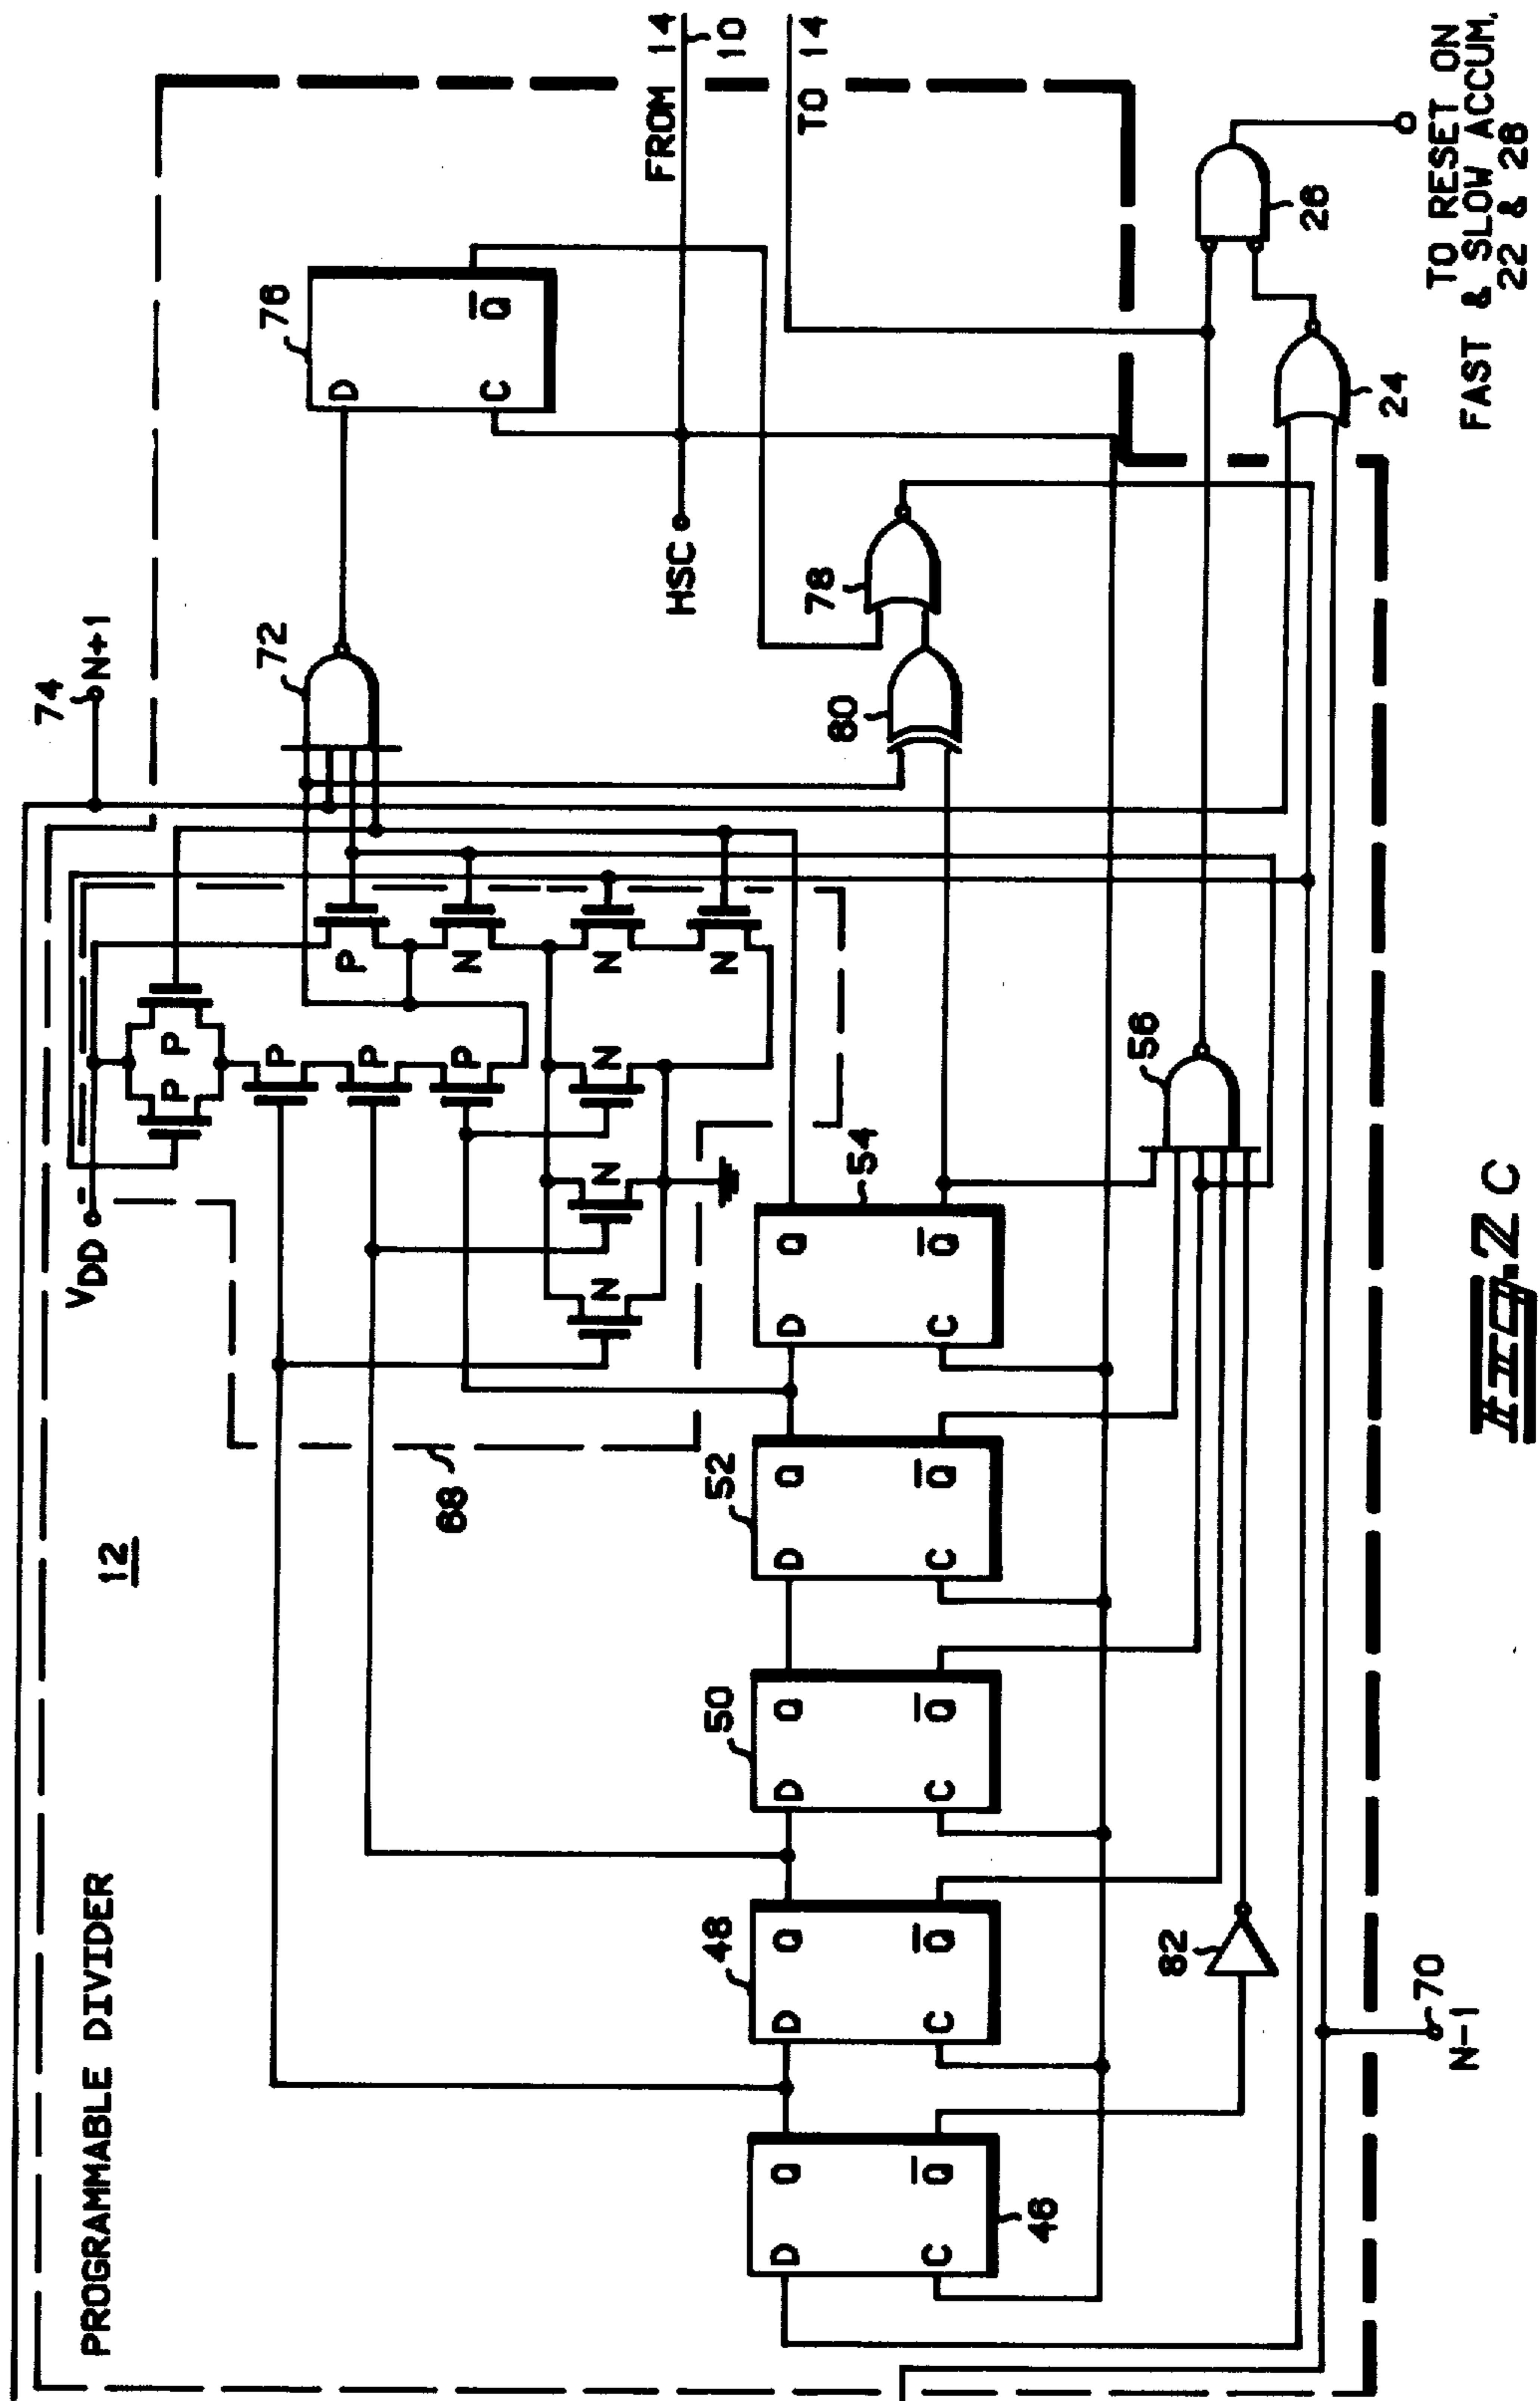 PROGRAMMABLE DIVIDER
12
VDD
74
N+1
72
76
D
C
Q̅
FROM 14
10
TO 14
HSC
P
P
P
P
P
P
N
N
N
N
N
N
68
78
80
46
D
Q
C
Q̅
48
D
Q
C
Q̅
50
D
Q
C
Q̅
52
D
Q
C
Q̅
54
D
Q
C
Q̅
56
82
70
N-1
24
26
TO RESET ON
FAST & SLOW ACCUM.
22 & 28
FIG. 2C